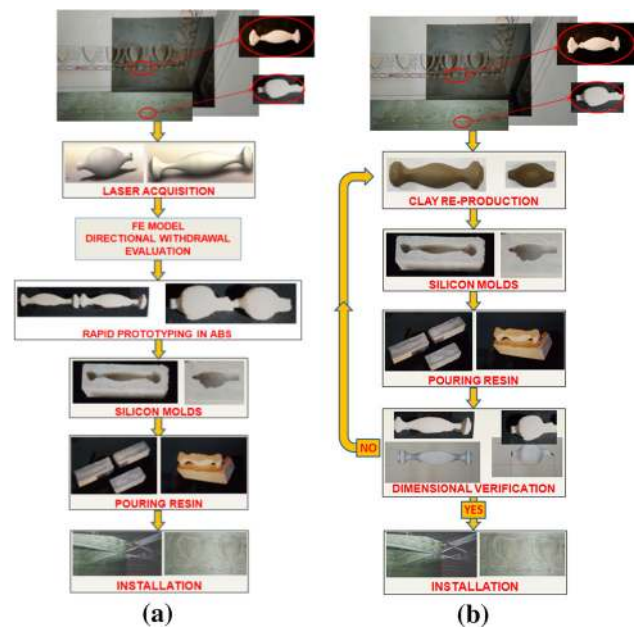 LASER ACQUISITION
FE MODEL
DIRECTIONAL WITHDRAWAL
EVALUATION
RAPID PROTOTYPING IN ABS
SILICON MOLDS
POURING RESIN
INSTALLATION
(a)
CLAY RE-PRODUCTION
SILICON MOLDS
POURING RESIN
NO
DIMENSIONAL VERIFICATION
YES
INSTALLATION
(b)